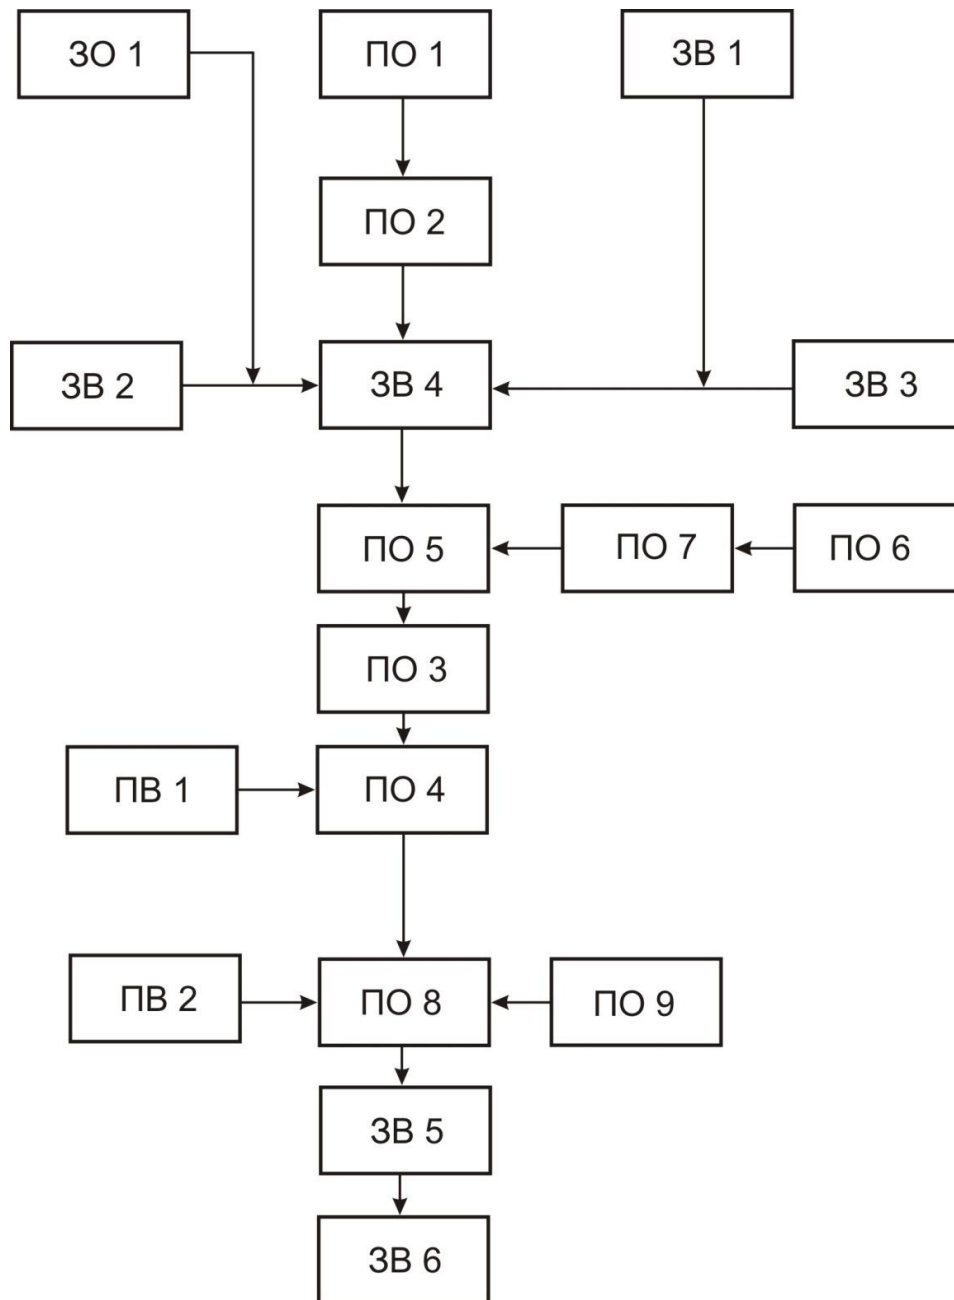 ЗО 1
ПО 1
ЗВ 1
ПО 2
ЗВ 2
ЗВ 4
ЗВ 3
ПО 5
ПО 7
ПО 6
ПО 3
ПВ 1
ПО 4
ПВ 2
ПО 8
ПО 9
ЗВ 5
ЗВ 6